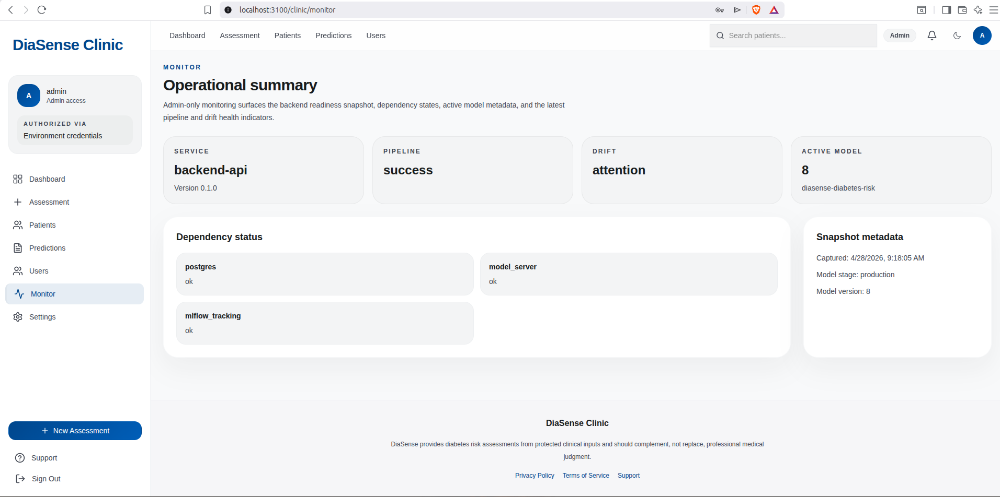 localhost:3100/clinic/monitor
DiaSense Clinic
Dashboard Assessment Patients Predictions Users
Search patients...
Admin
A
A
admin
Admin access
AUTHORIZED VIA
Environment credentials
Dashboard
Assessment
Patients
Predictions
Users
Monitor
Settings
New Assessment
Support
Sign Out
MONITOR
Operational summary
Admin-only monitoring surfaces the backend readiness snapshot, dependency states, active model metadata, and the latest
pipeline and drift health indicators.
SERVICE
backend-api
Version 0.1.0
PIPELINE
success
DRIFT
attention
ACTIVE MODEL
8
diasense-diabetes-risk
Dependency status
postgres
ok
model_server
ok
mlflow_tracking
ok
Snapshot metadata
Captured: 4/28/2026, 9:18:05 AM
Model stage: production
Model version: 8
DiaSense Clinic
DiaSense provides diabetes risk assessments from protected clinical inputs and should complement, not replace, professional medical
judgment.
Privacy Policy Terms of Service Support